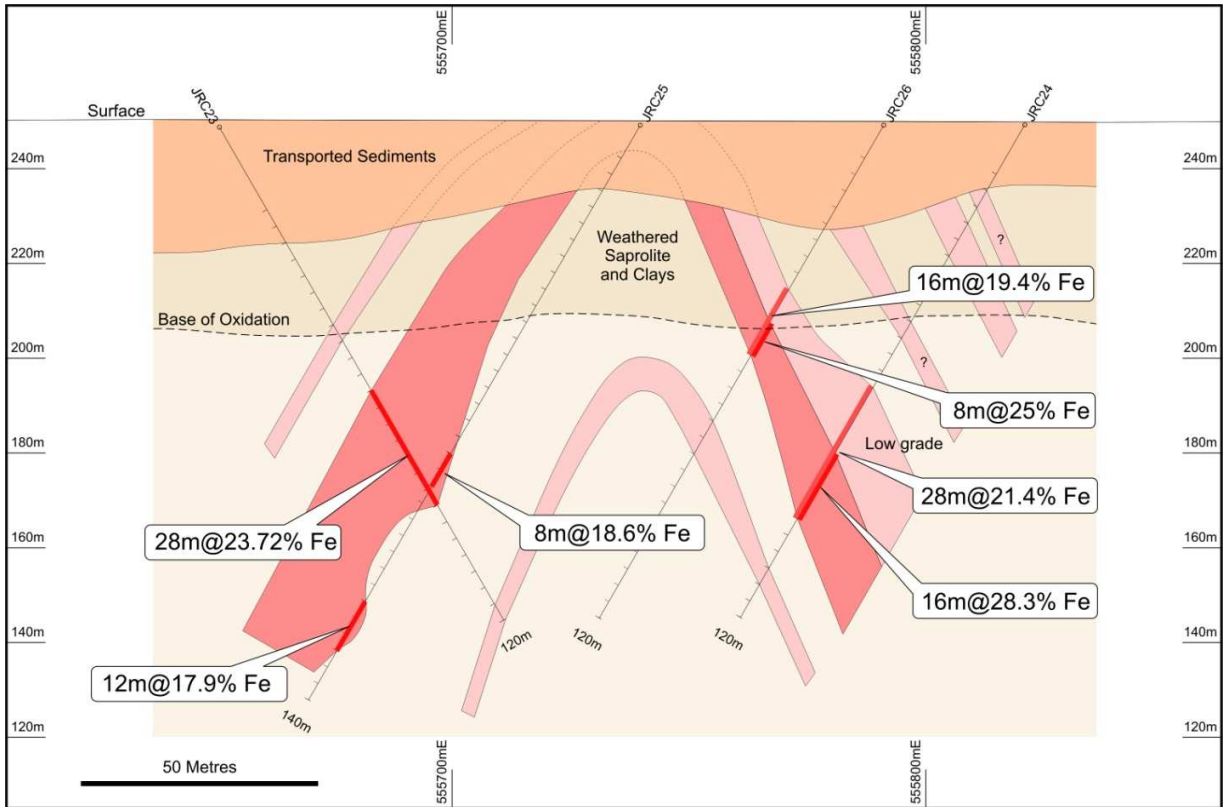 555700mE
555800mE
JRC23
JRC25
JRC26
JRC24
Surface
240m
240m
Transported Sediments
Weathered
Saprolite
and Clays
?
220m
220m
16m@19.4% Fe
Base of Oxidation
200m
200m
?
8m@25% Fe
Low grade
180m
180m
28m@21.4% Fe
28m@23.72% Fe
8m@18.6% Fe
160m
160m
16m@28.3% Fe
120m
120m
120m
140m
140m
12m@17.9% Fe
140m
120m
120m
50 Metres
555700mE
555800mE